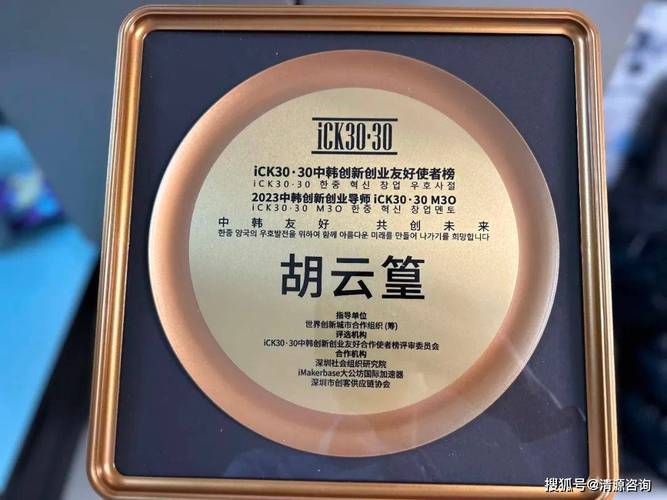 iCK30·30
iCK30·30中韩创新创业友好使者榜
iCK30·30 한중 혁신 창업 우호사절
2023中韩创新创业导师 iCK30·30 M3O
iCK30·30 M3O 한중 혁신 창업멘토
中韩友好 共创未来
한중 양국의 우호발전을 위하여 함께 아름다운 미래를 만들어 나가기를 희망합니다
胡云篁
指导单位
世界创新城市合作组织(筹)
评选机构
iCK30·30中韩创新创业友好合作使者榜评审委员会
合作机构
深圳社会组织研究院
iMakerbase大公坊国际加速器
深圳市创客供应链协会
搜狐号@清源咨询